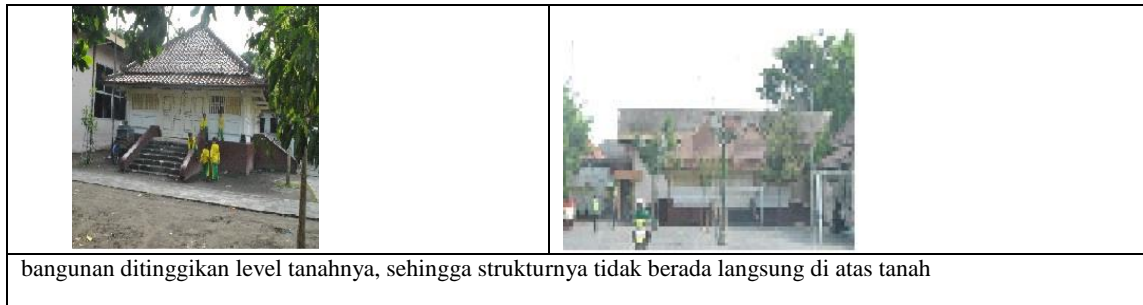 bangunan ditinggikan level tanahnya, sehingga strukturnya tidak berada langsung di atas tanah